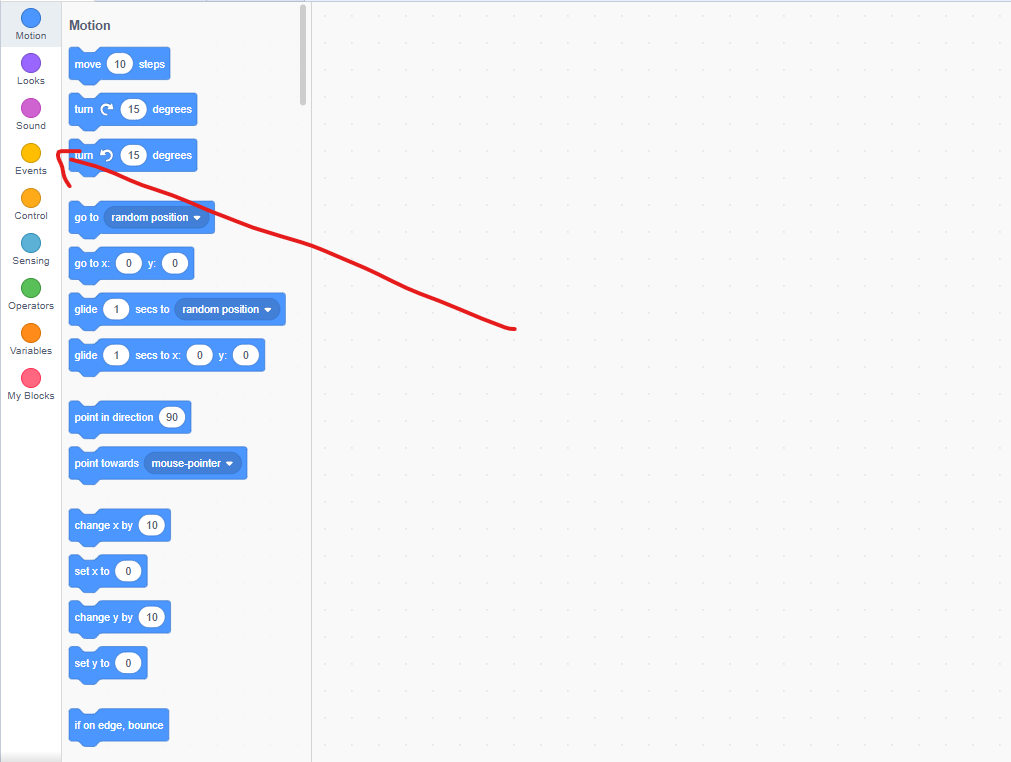 Motion
Looks
Sound
Events
Control
Sensing
Operators
Variables
My Blocks
Motion
move 10 steps
turn 15 degrees
turn 15 degrees
go to random position
go to x: 0 y: 0
glide 1 secs to random position
glide 1 secs to x: 0 y: 0
point in direction 90
point towards mouse-pointer
change x by 10
set x to 0
change y by 10
set y to 0
if on edge, bounce